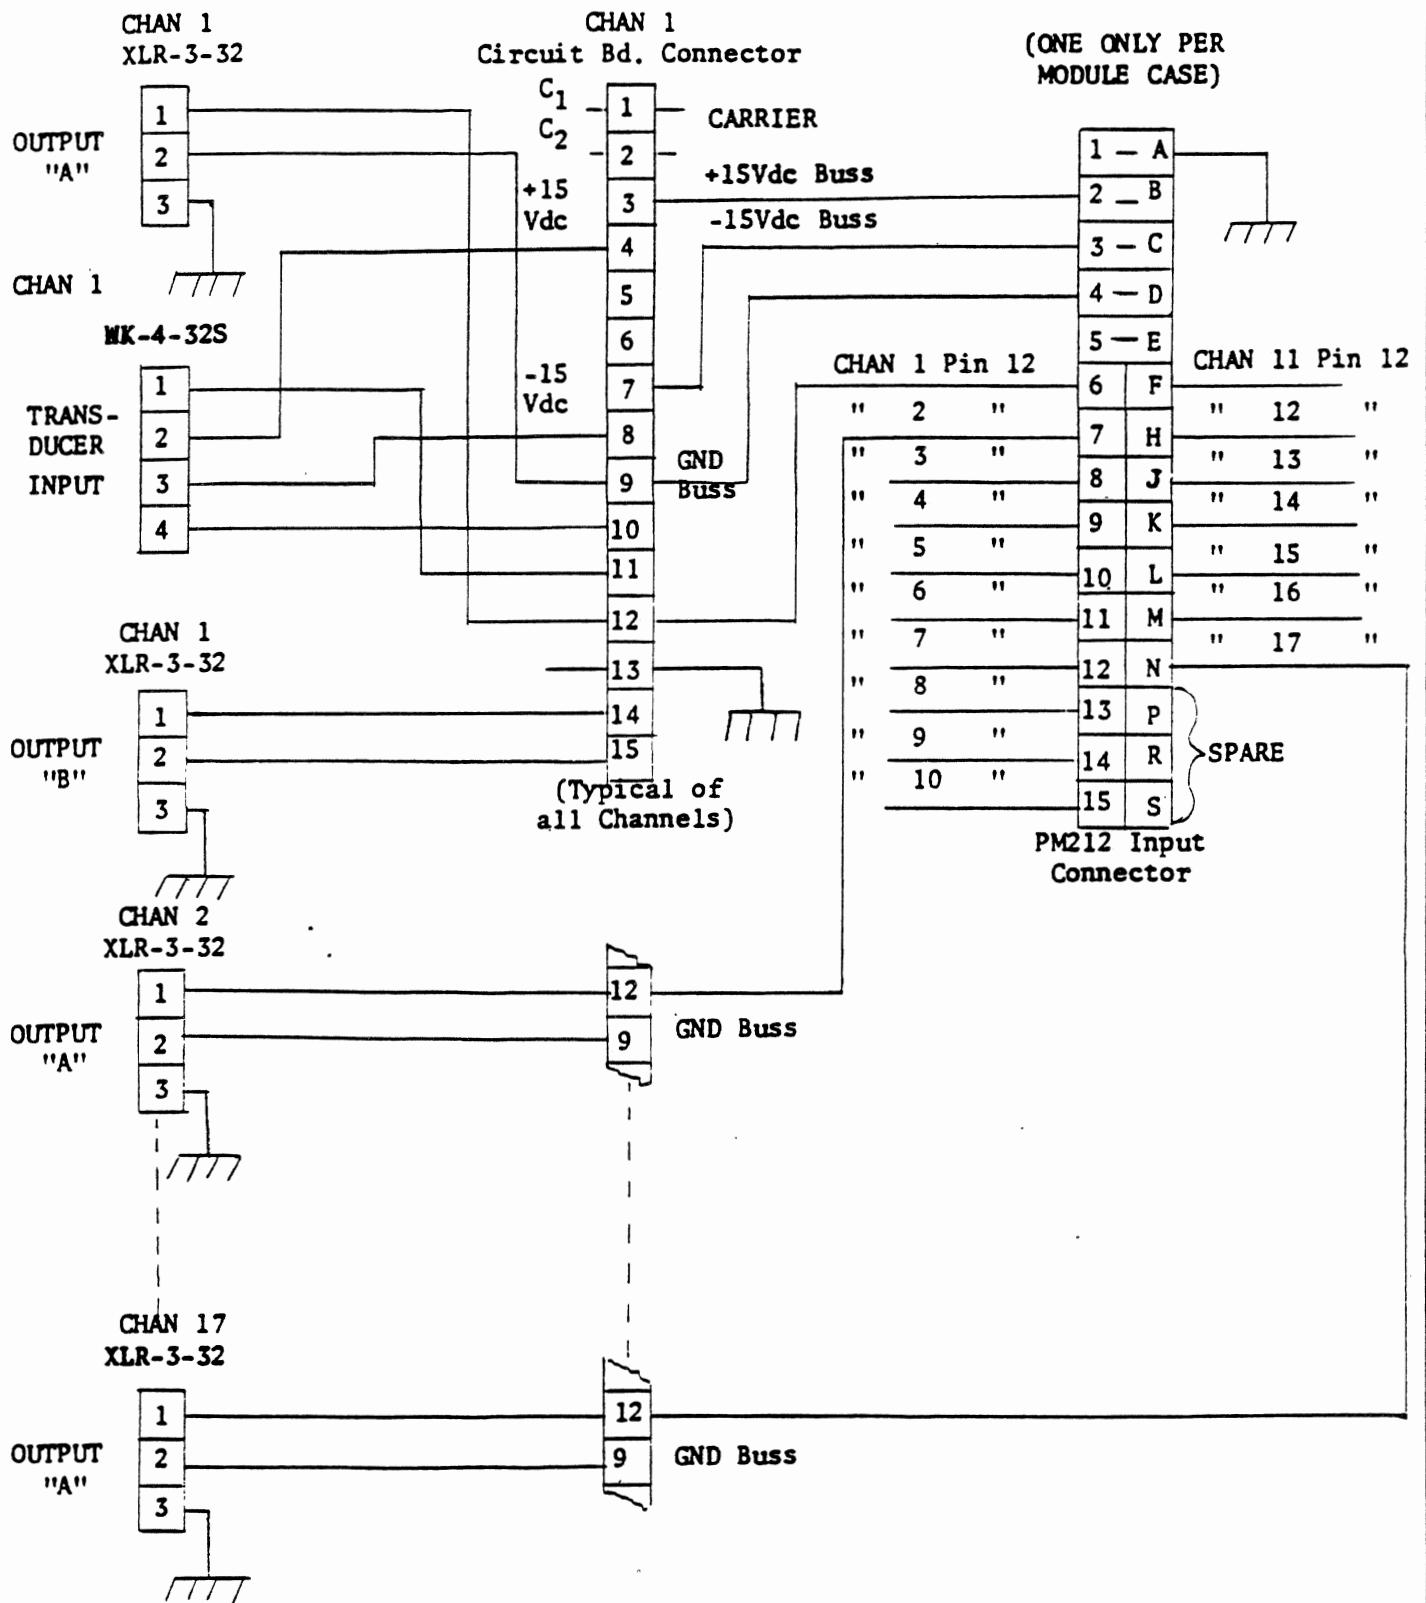 CHAN 1
XLR-3-32
OUTPUT
"A"
1
2
3
CHAN 1
WK-4-32S
TRANS-
DUCER
INPUT
1
2
3
4
CHAN 1
XLR-3-32
OUTPUT
"B"
1
2
3
CHAN 1
Circuit Bd. Connector
C1
C2
+15
Vdc
-15
Vdc
1
2
3
4
5
6
7
8
9
10
11
12
13
14
15
CARRIER
+15Vdc Buss
-15Vdc Buss
GND
Buss
(Typical of
all Channels)
(ONE ONLY PER
MODULE CASE)
1 — A
2 — B
3 — C
4 — D
5 — E
6 F
7 H
8 J
9 K
10 L
11 M
12 N
13 P
14 R
15 S
CHAN 1 Pin 12
" 2 "
" 3 "
" 4 "
" 5 "
" 6 "
" 7 "
" 8 "
" 9 "
" 10 "
CHAN 11 Pin 12
" 12 "
" 13 "
" 14 "
" 15 "
" 16 "
" 17 "
SPARE
PM212 Input
Connector
CHAN 2
XLR-3-32
OUTPUT
"A"
1
2
3
12
9
GND Buss
CHAN 17
XLR-3-32
OUTPUT
"A"
1
2
3
12
9
GND Buss